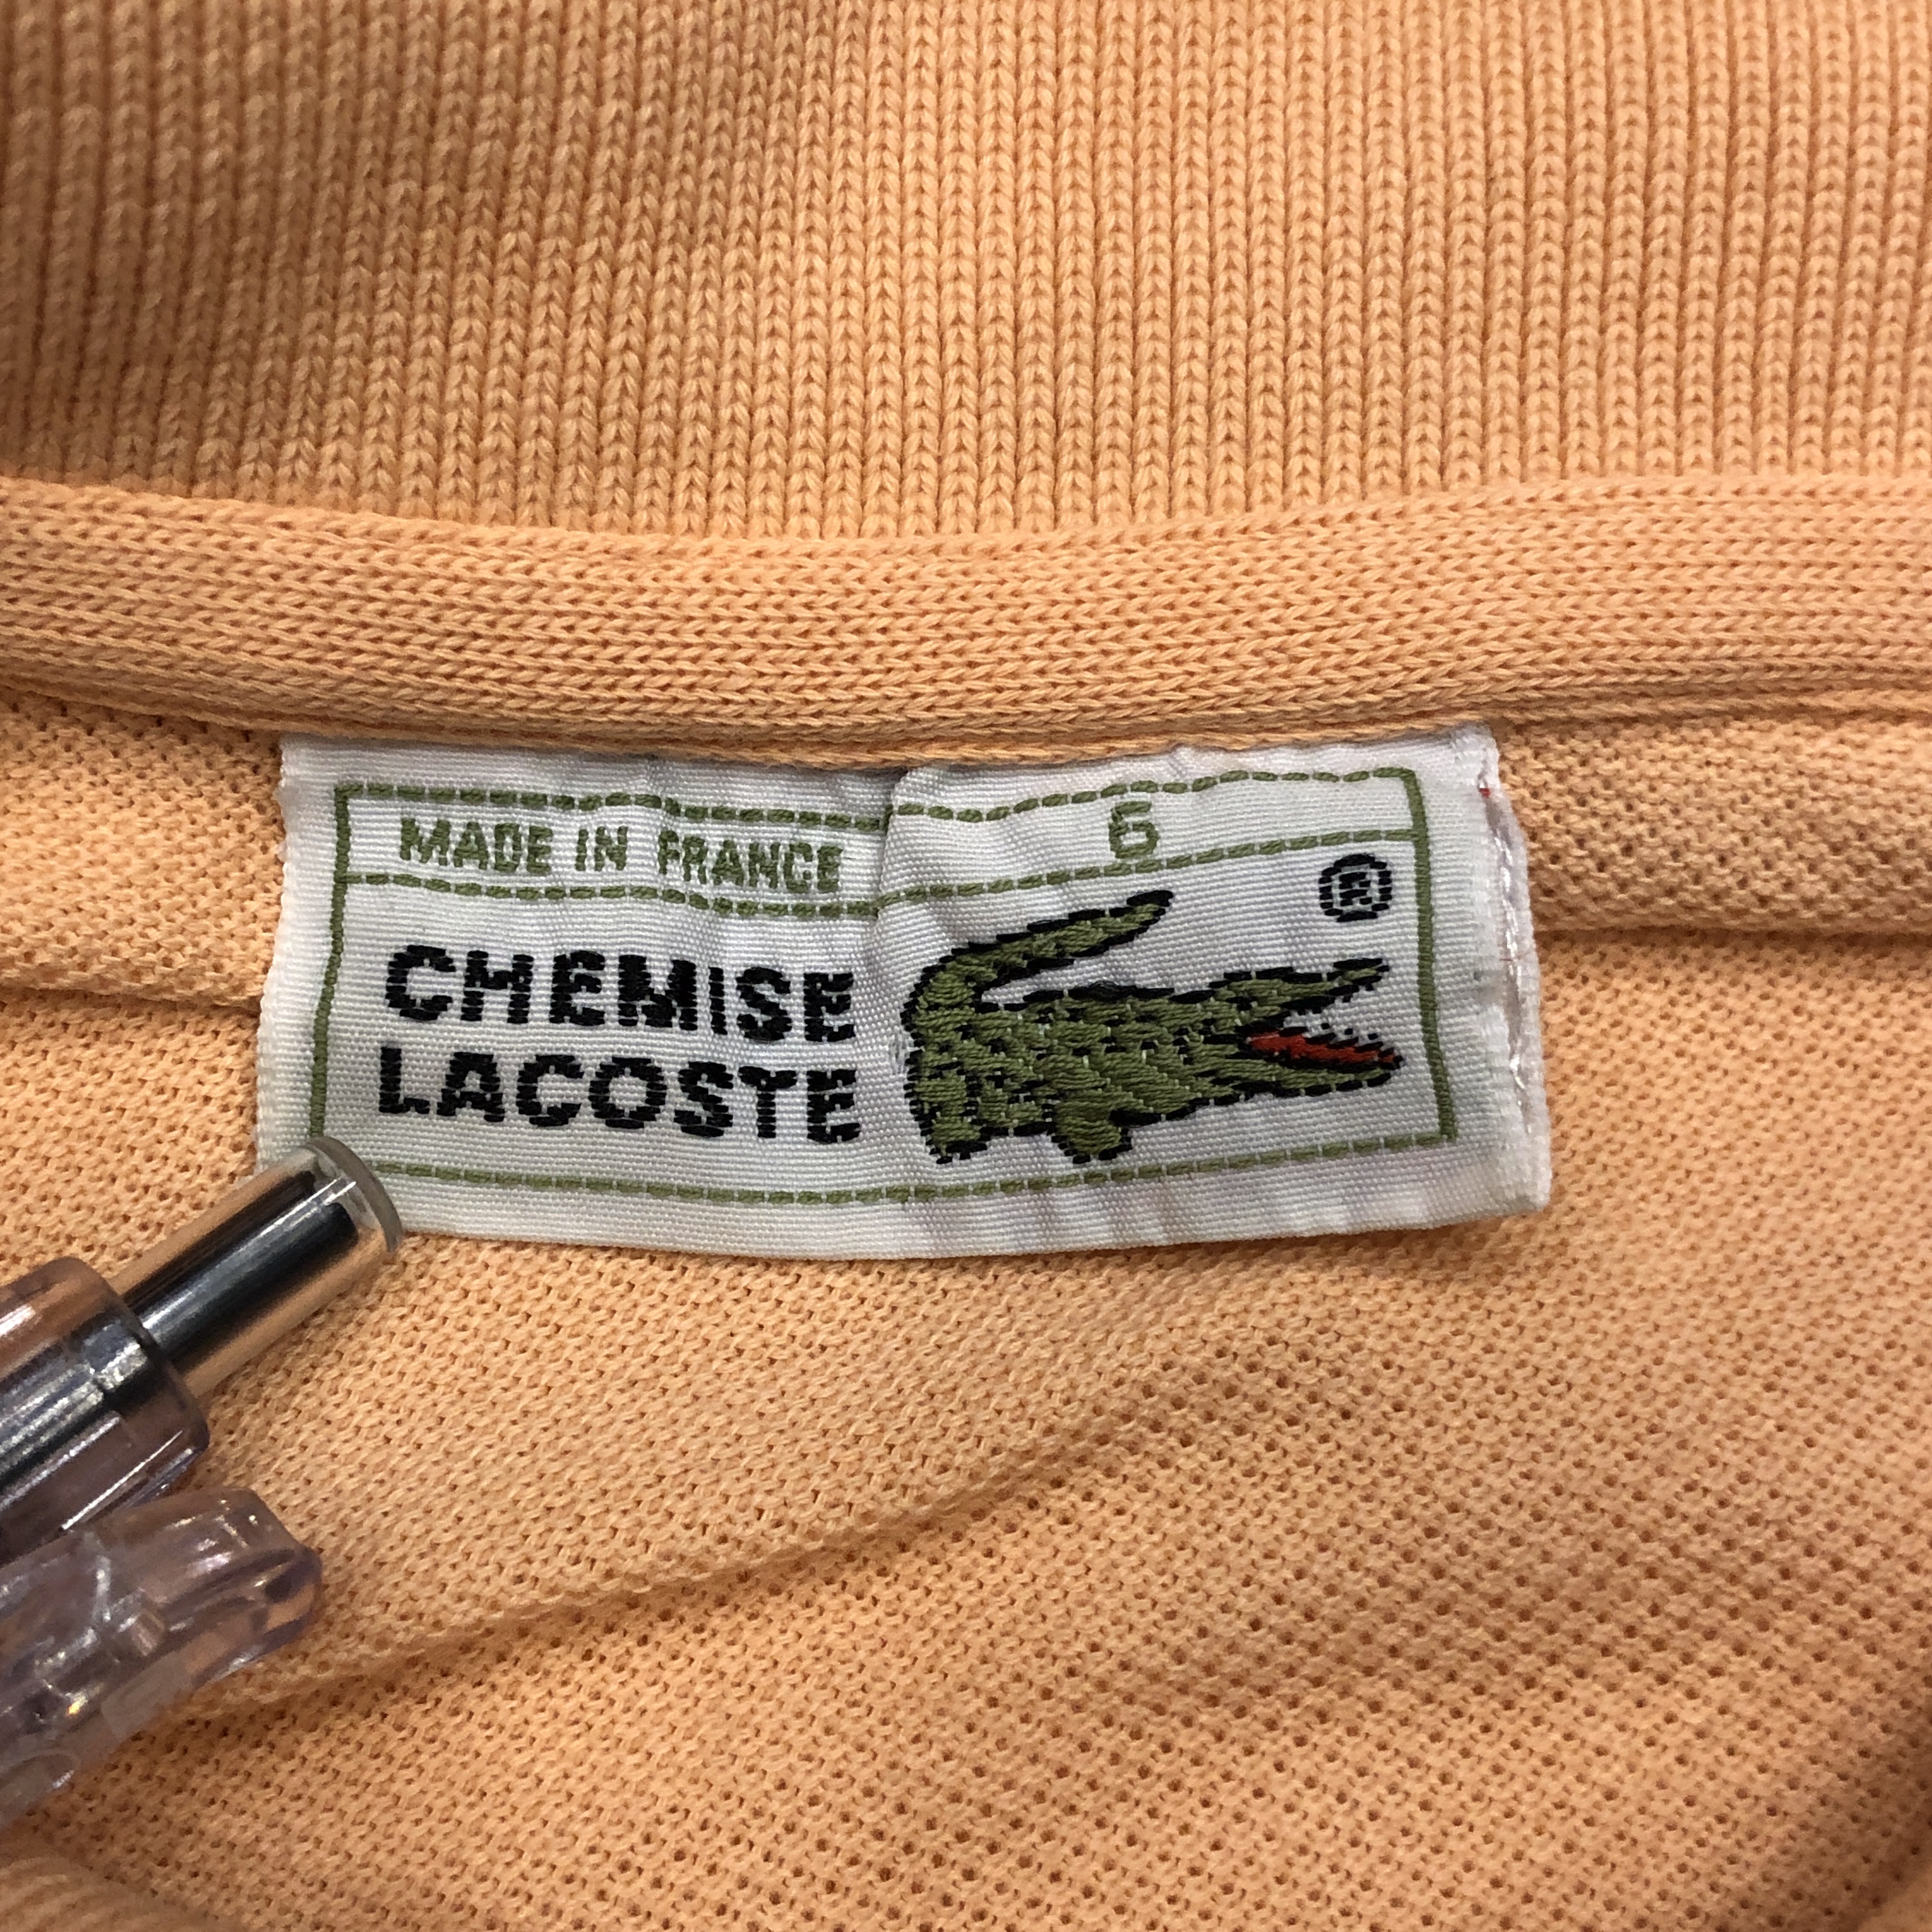 MADE IN FRANCE 6
®
CHEMISE
LACOSTE